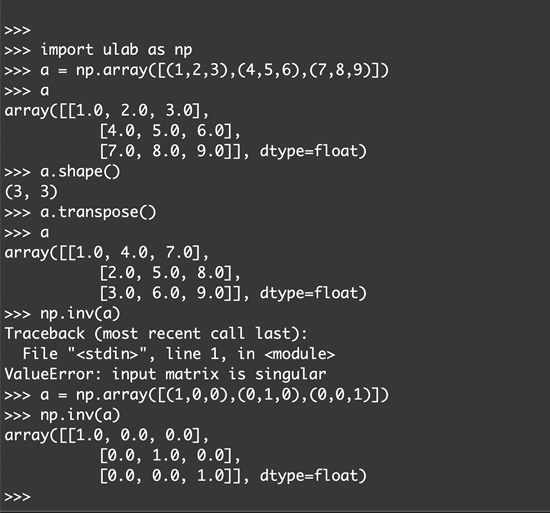 >>>
>>> import ulab as np
>>> a = np.array([(1,2,3),(4,5,6),(7,8,9)])
>>> a
array([[1.0, 2.0, 3.0],
         [4.0, 5.0, 6.0],
         [7.0, 8.0, 9.0]], dtype=float)
>>> a.shape()
(3, 3)
>>> a.transpose()
>>> a
array([[1.0, 4.0, 7.0],
         [2.0, 5.0, 8.0],
         [3.0, 6.0, 9.0]], dtype=float)
>>> np.inv(a)
Traceback (most recent call last):
  File "<stdin>", line 1, in <module>
ValueError: input matrix is singular
>>> a = np.array([(1,0,0),(0,1,0),(0,0,1)])
>>> np.inv(a)
array([[1.0, 0.0, 0.0],
         [0.0, 1.0, 0.0],
         [0.0, 0.0, 1.0]], dtype=float)
>>>